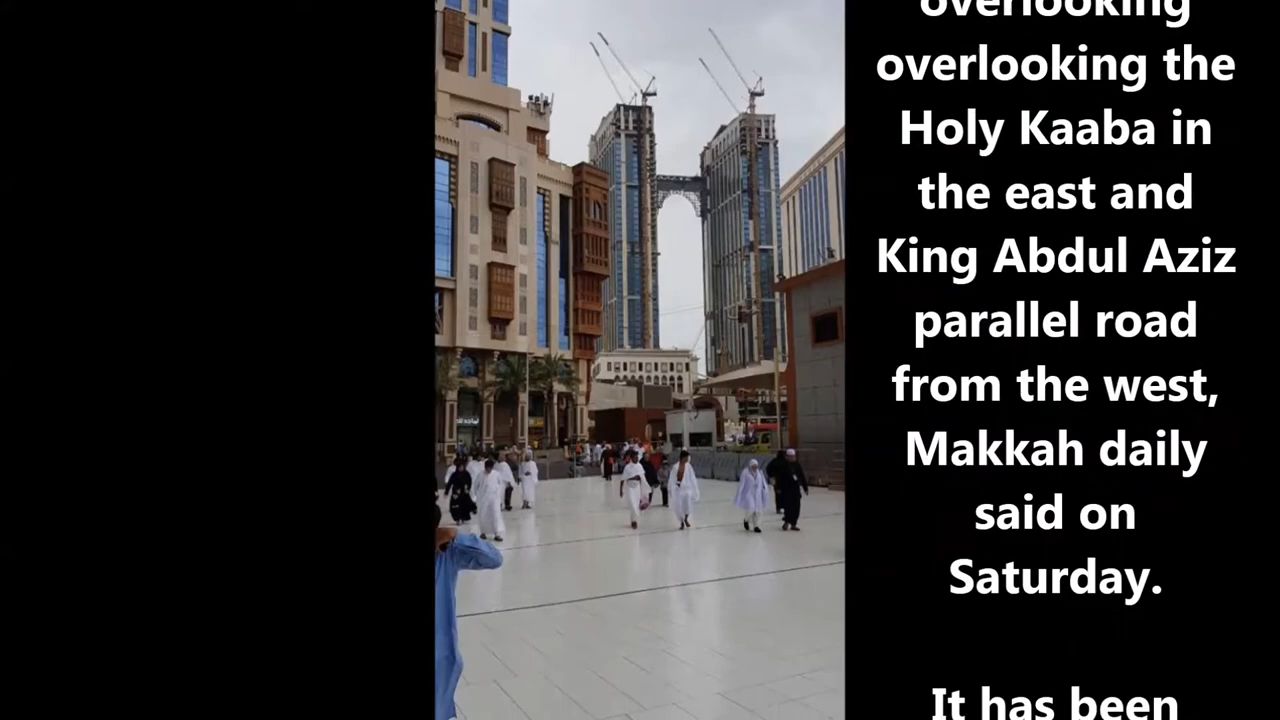 overlooking
overlooking the
Holy Kaaba in
the east and
King Abdul Aziz
parallel road
from the west,
Makkah daily
said on
Saturday.
It has been